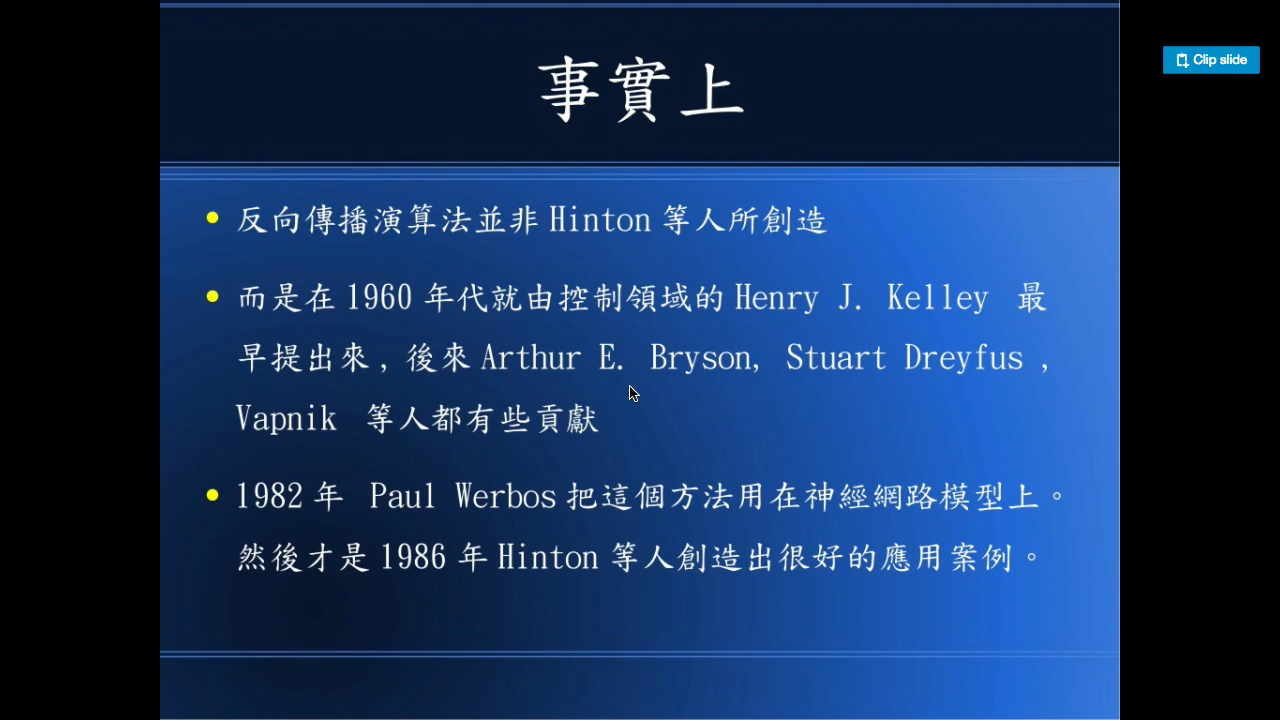 Clip slide
事實上
反向傳播演算法並非 Hinton 等人所創造
而是在 1960 年代就由控制領域的 Henry J. Kelley 最
早提出來, 後來 Arthur E. Bryson, Stuart Dreyfus ,
Vapnik 等人都有些貢獻
1982 年 Paul Werbos 把這個方法用在神經網路模型上。
然後才是 1986 年 Hinton 等人創造出很好的應用案例。